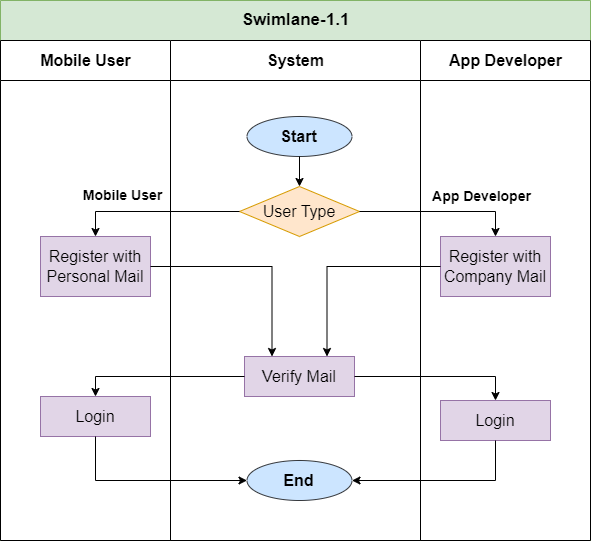 Swimlane-1.1
Mobile User
System
App Developer
Start
Mobile User
App Developer
User Type
Register with
Personal Mail
Register with
Company Mail
Verify Mail
Login
Login
End